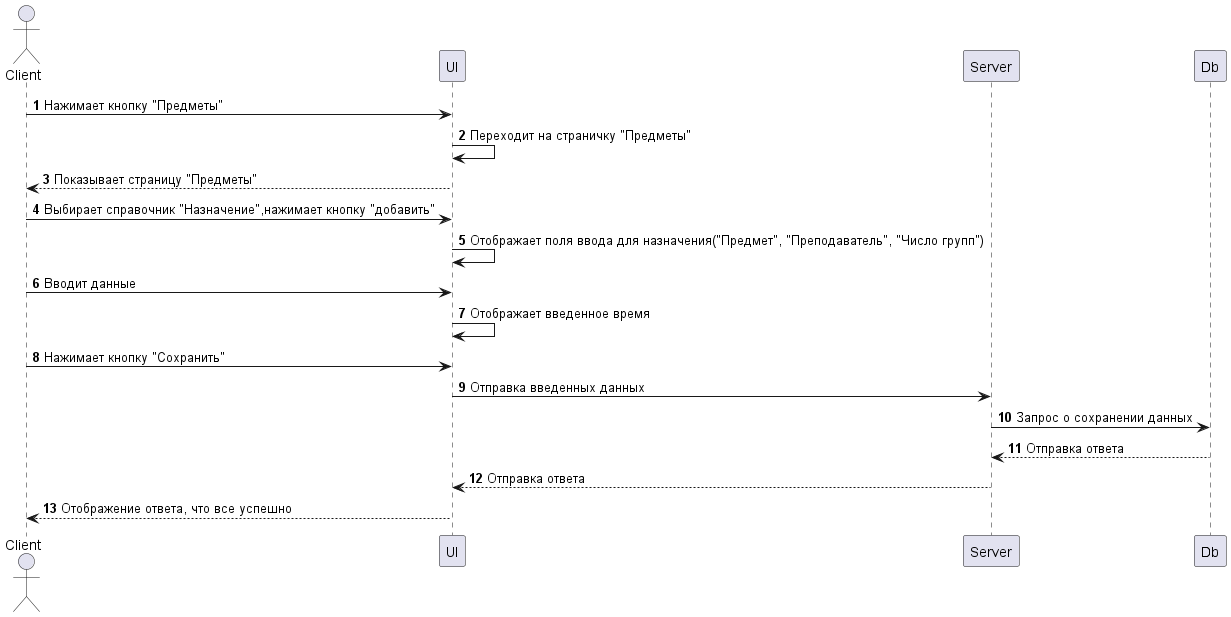 Client
UI
Server
Db
1 Нажимает кнопку "Предметы"
2 Переходит на страничку "Предметы"
3 Показывает страницу "Предметы"
4 Выбирает справочник "Назначение",нажимает кнопку "добавить"
5 Отображает поля ввода для назначения("Предмет", "Преподаватель", "Число групп")
6 Вводит данные
7 Отображает введенное время
8 Нажимает кнопку "Сохранить"
9 Отправка введенных данных
10 Запрос о сохранении данных
11 Отправка ответа
12 Отправка ответа
13 Отображение ответа, что все успешно
Client
UI
Server
Db